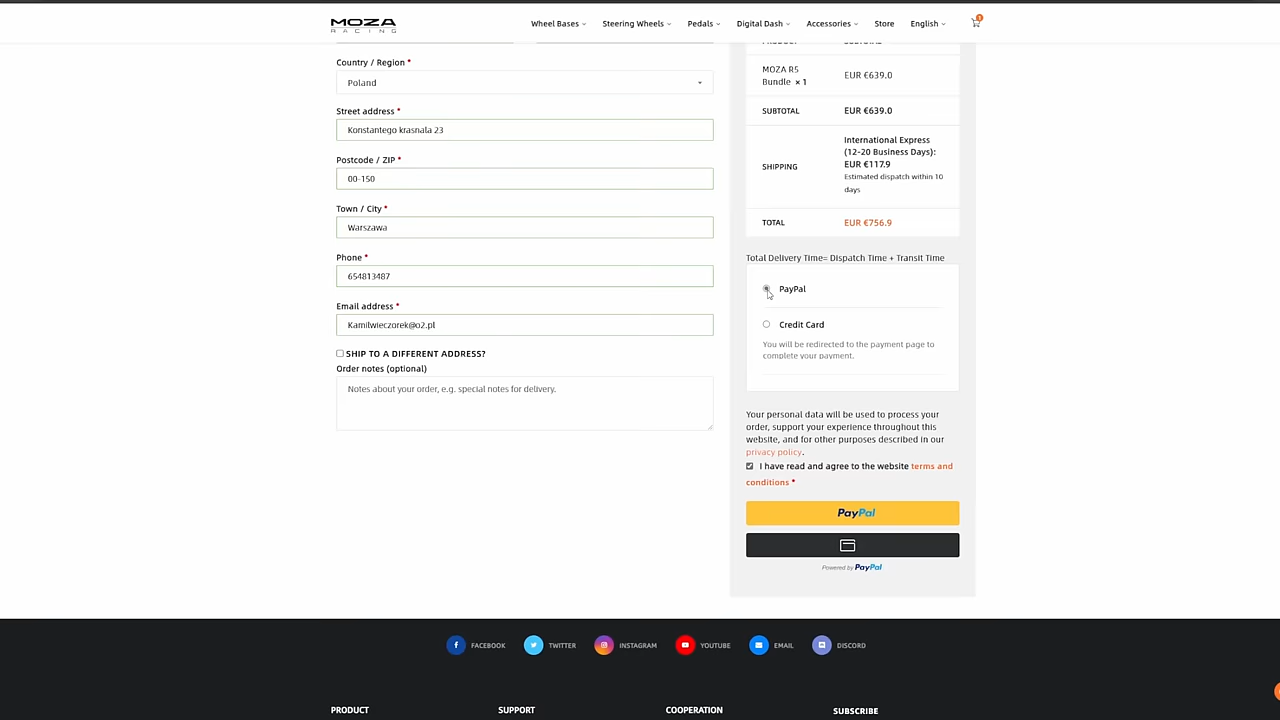 MOZA
RACING
Wheel Bases
Steering Wheels
Pedals
Digital Dash
Accessories
Store
English
Country / Region *
Poland
Street address *
Konstantego krasnala 23
Postcode / ZIP *
00-150
Town / City *
Warszawa
Phone *
654813487
Email address *
Kamilwieczorek@o2.pl
SHIP TO A DIFFERENT ADDRESS?
Order notes (optional)
Notes about your order, e.g. special notes for delivery.
PRODUCT SUBTOTAL
MOZA R5
Bundle × 1
EUR €639.0
SUBTOTAL EUR €639.0
SHIPPING
International Express
(12-20 Business Days):
EUR €117.9
Estimated dispatch within 10
days
TOTAL EUR €756.9
Total Delivery Time= Dispatch Time + Transit Time
PayPal
Credit Card
You will be redirected to the payment page to
complete your payment.
Your personal data will be used to process your
order, support your experience throughout this
website, and for other purposes described in our
privacy policy.
I have read and agree to the website terms and
conditions *
PayPal
Powered by PayPal
FACEBOOK
TWITTER
INSTAGRAM
YOUTUBE
EMAIL
DISCORD
PRODUCT
SUPPORT
COOPERATION
SUBSCRIBE